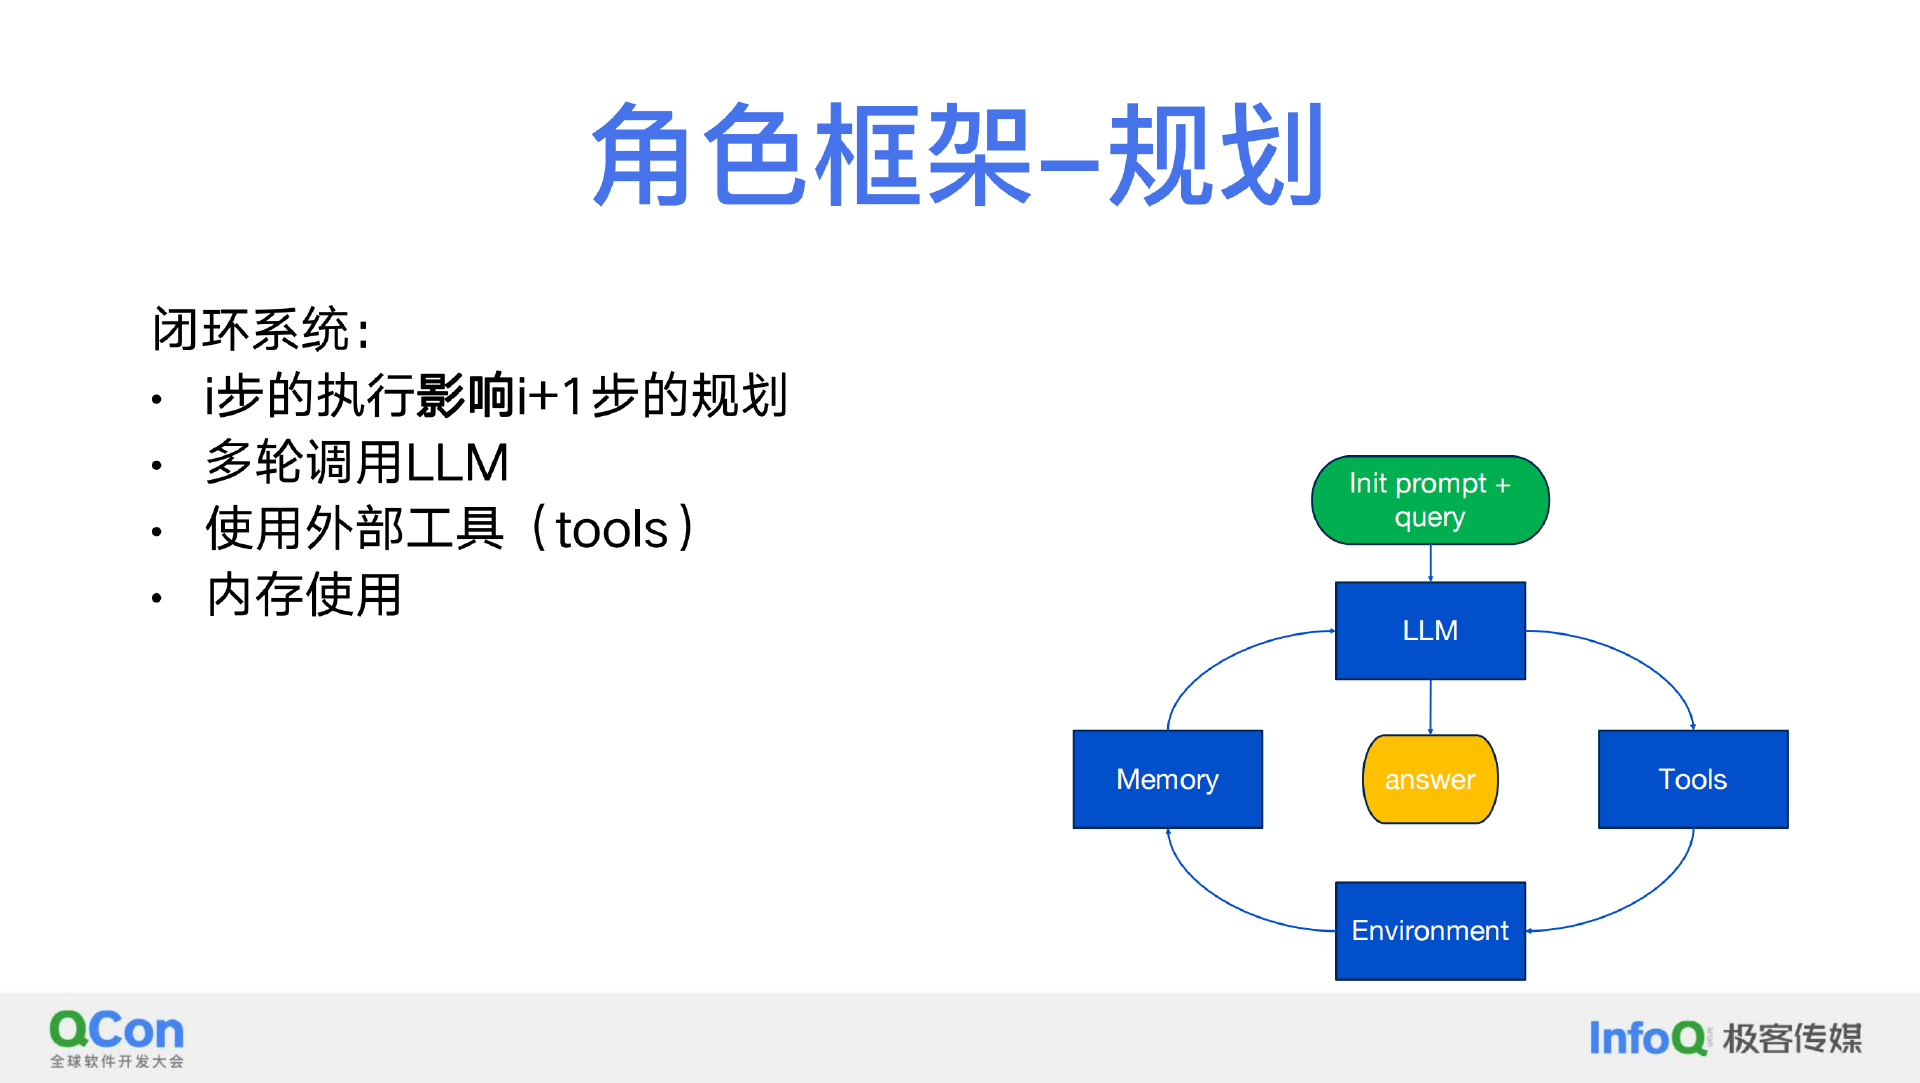 角色框架–规划
闭环系统：
• i步的执行影响i+1步的规划
• 多轮调用LLM
• 使用外部工具（tools）
• 内存使用
Init prompt +
query
LLM
Memory
answer
Tools
Environment
QCon
全球软件开发大会
InfoQ 极客传媒